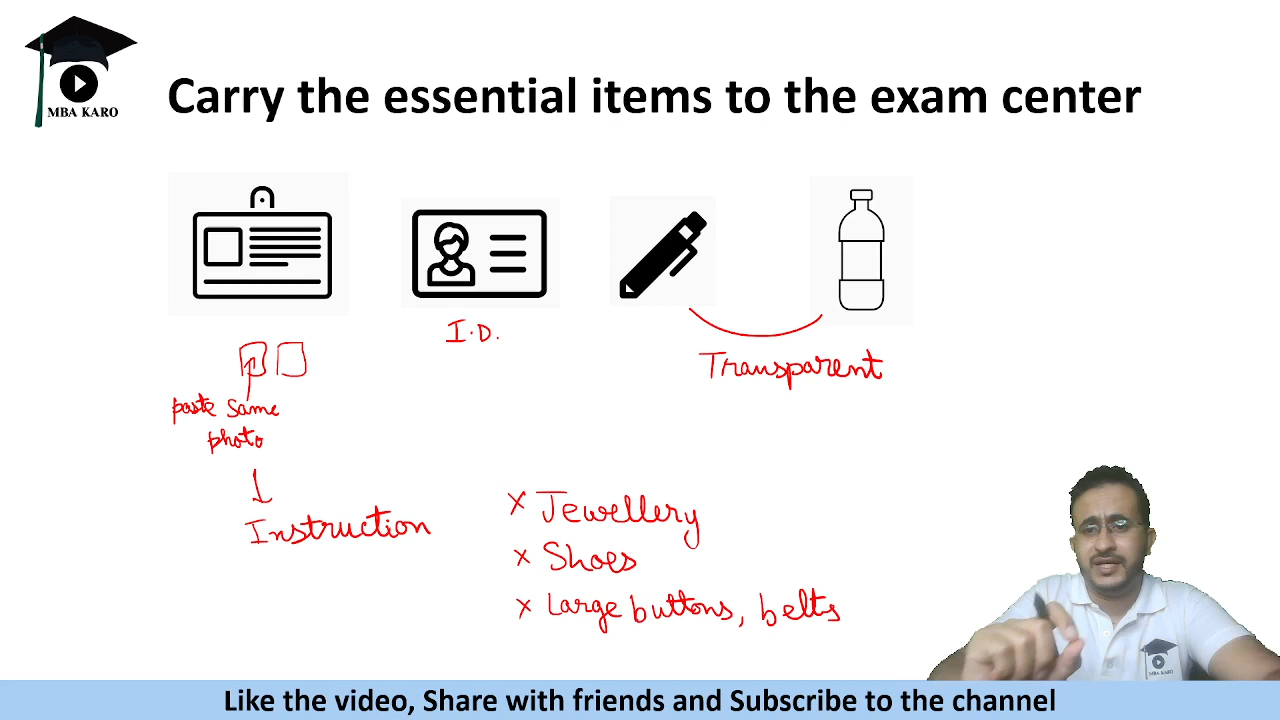 MBA KARO
Carry the essential items to the exam center
I.D.
Transparent
paste same
photo
Instruction
x Jewellery
x Shoes
x Large buttons, belts
Like the video, Share with friends and Subscribe to the channel